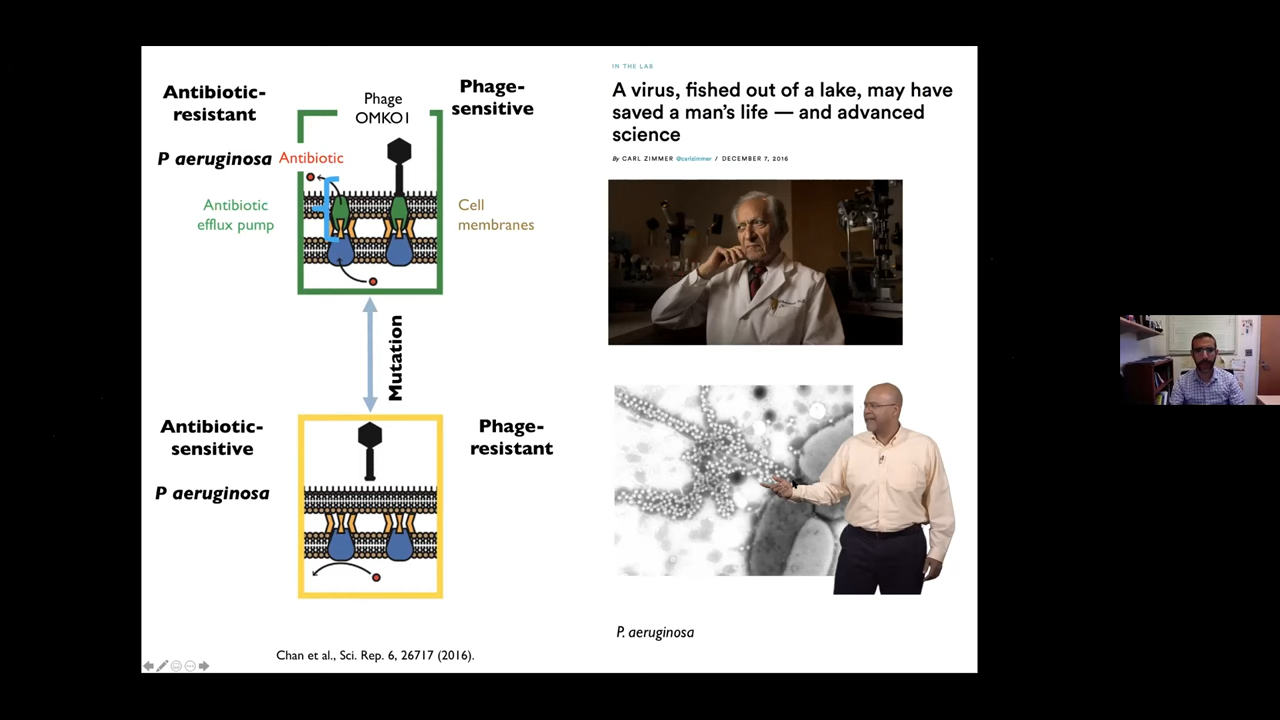 Antibiotic-
resistant
P aeruginosa
Phage
OMKO1
Phage-
sensitive
Antibiotic
Antibiotic
efflux pump
Cell
membranes
Mutation
Antibiotic-
sensitive
P aeruginosa
Phage-
resistant
Chan et al., Sci. Rep. 6, 26717 (2016).
IN THE LAB
A virus, fished out of a lake, may have
saved a man’s life — and advanced
science
By CARL ZIMMER @carlzimmer / DECEMBER 7, 2016
P. aeruginosa